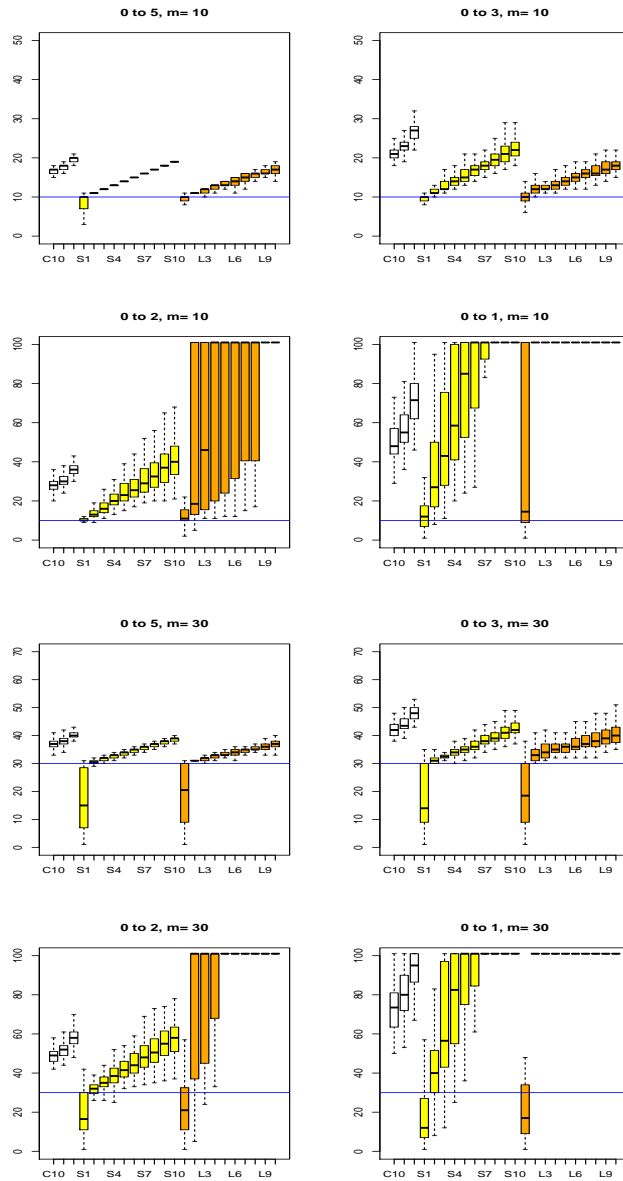 0 to 5, m= 10
0 10 20 30 40 50
C10 S1 S4 S7 S10 L3 L6 L9
0 to 3, m= 10
0 10 20 30 40 50
C10 S1 S4 S7 S10 L3 L6 L9
0 to 2, m= 10
0 20 40 60 80 100
C10 S1 S4 S7 S10 L3 L6 L9
0 to 1, m= 10
0 20 40 60 80 100
C10 S1 S4 S7 S10 L3 L6 L9
0 to 5, m= 30
0 10 20 30 40 50 60 70
C10 S1 S4 S7 S10 L3 L6 L9
0 to 3, m= 30
0 10 20 30 40 50 60 70
C10 S1 S4 S7 S10 L3 L6 L9
0 to 2, m= 30
0 20 40 60 80 100
C10 S1 S4 S7 S10 L3 L6 L9
0 to 1, m= 30
0 20 40 60 80 100
C10 S1 S4 S7 S10 L3 L6 L9